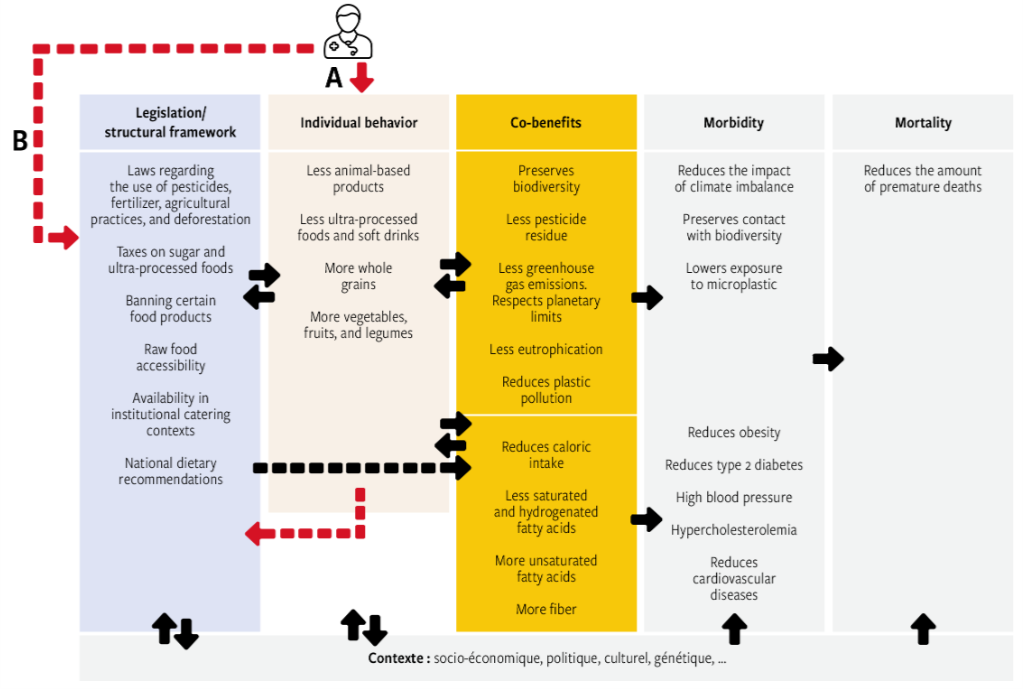 A
B
Legislation/
structural framework
Individual behavior
Co-benefits
Morbidity
Mortality
Laws regarding
the use of pesticides,
fertilizer, agricultural
practices, and deforestation
Taxes on sugar and
ultra-processed foods
Banning certain
food products
Raw food
accessibility
Availability in
institutional catering
contexts
National dietary
recommendations
Less animal-based
products
Less ultra-processed
foods and soft drinks
More whole
grains
More vegetables,
fruits, and legumes
Preserves
biodiversity
Less pesticide
residue
Less greenhouse
gas emissions.
Respects planetary
limits
Less eutrophication
Reduces plastic
pollution
Reduces caloric
intake
Less saturated
and hydrogenated
fatty acids
More unsaturated
fatty acids
More fiber
Reduces the impact
of climate imbalance
Preserves contact
with biodiversity
Lowers exposure
to microplastic
Reduces obesity
Reduces type 2 diabetes
High blood pressure
Hypercholesterolemia
Reduces
cardiovascular
diseases
Reduces the amount
of premature deaths
Contexte : socio-économique, politique, culturel, génétique, ...